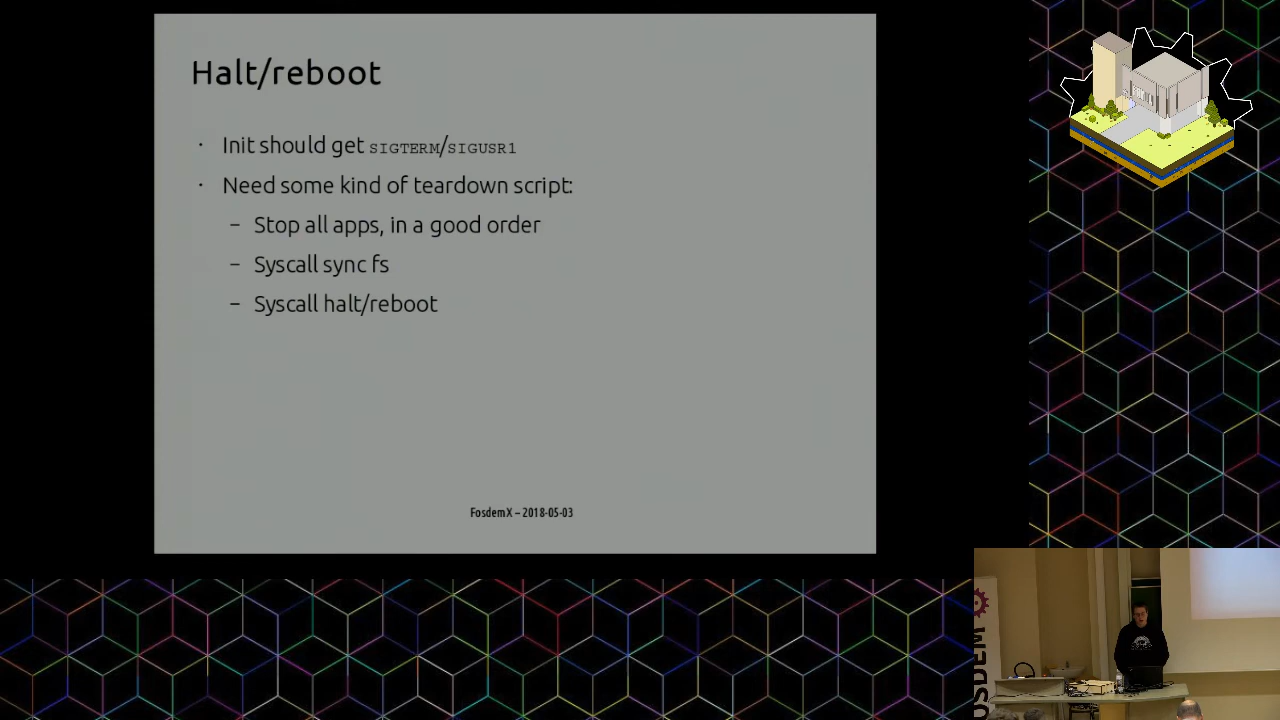 Halt/reboot
· Init should get SIGTERM/SIGUSR1
· Need some kind of teardown script:
– Stop all apps, in a good order
– Syscall sync fs
– Syscall halt/reboot
FosdemX – 2018-05-03
OSDEM